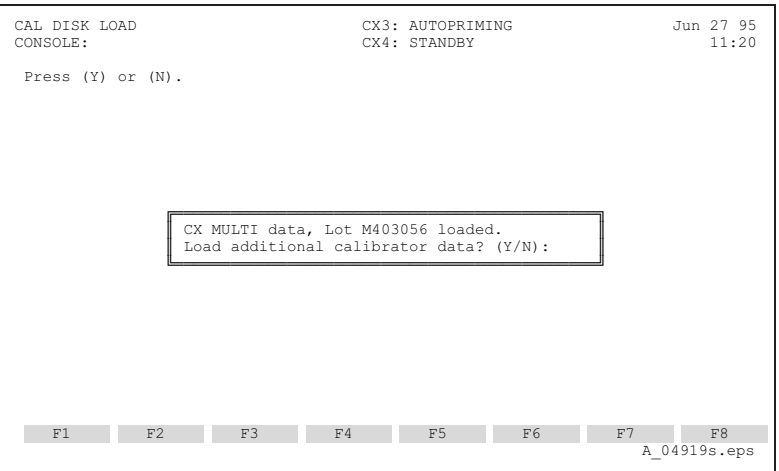 CAL DISK LOAD CX3: AUTOPRIMING Jun 27 95
CONSOLE: CX4: STANDBY 11:20
Press (Y) or (N).
CX MULTI data, Lot M403056 loaded.
Load additional calibrator data? (Y/N):
F1 F2 F3 F4 F5 F6 F7 F8
A_04919s.eps